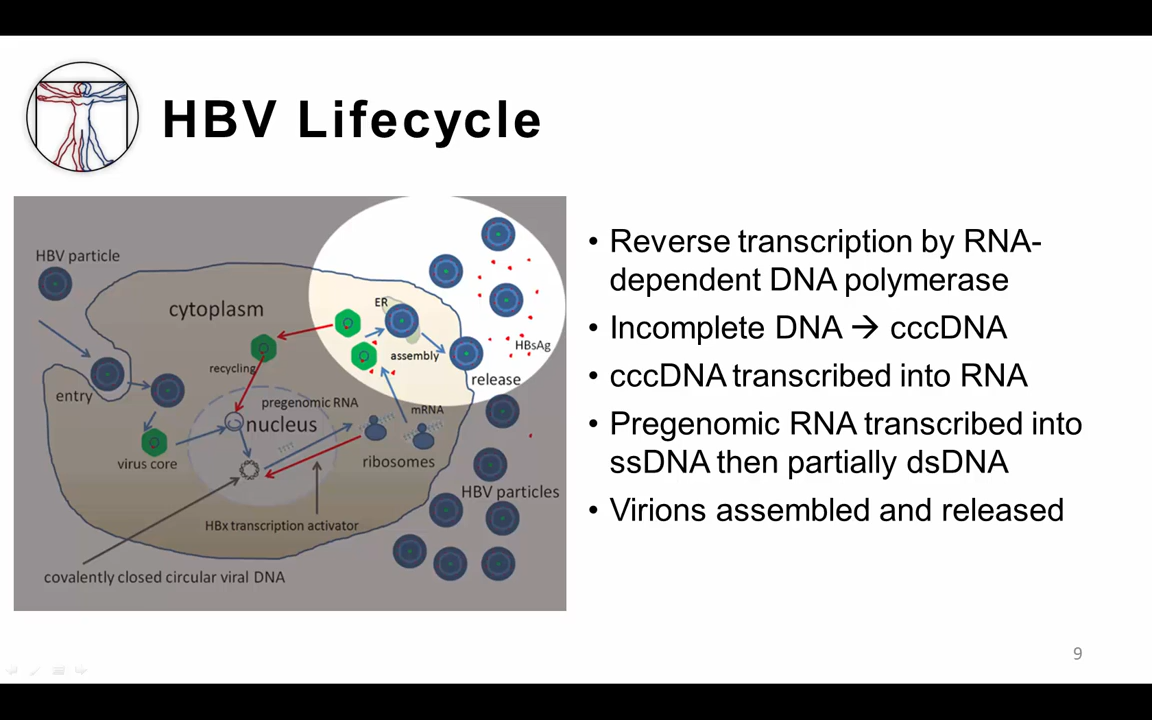 HBV Lifecycle
HBV particle
cytoplasm
ER
HBsAg
assembly
recycling
release
entry
pregenomic RNA
mRNA
nucleus
virus core
ribosomes
HBV particles
HBx transcription activator
covalently closed circular viral DNA
• Reverse transcription by RNA-
dependent DNA polymerase
• Incomplete DNA → cccDNA
• cccDNA transcribed into RNA
• Pregenomic RNA transcribed into
ssDNA then partially dsDNA
• Virions assembled and released
9